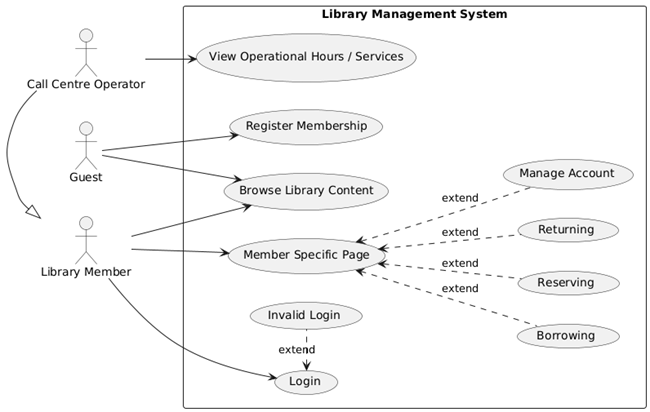 Library Management System
View Operational Hours / Services
Call Centre Operator
Register Membership
Guest
Browse Library Content
Manage Account
extend
Returning
extend
Library Member
Member Specific Page
extend
Reserving
extend
Invalid Login
Borrowing
extend
Login